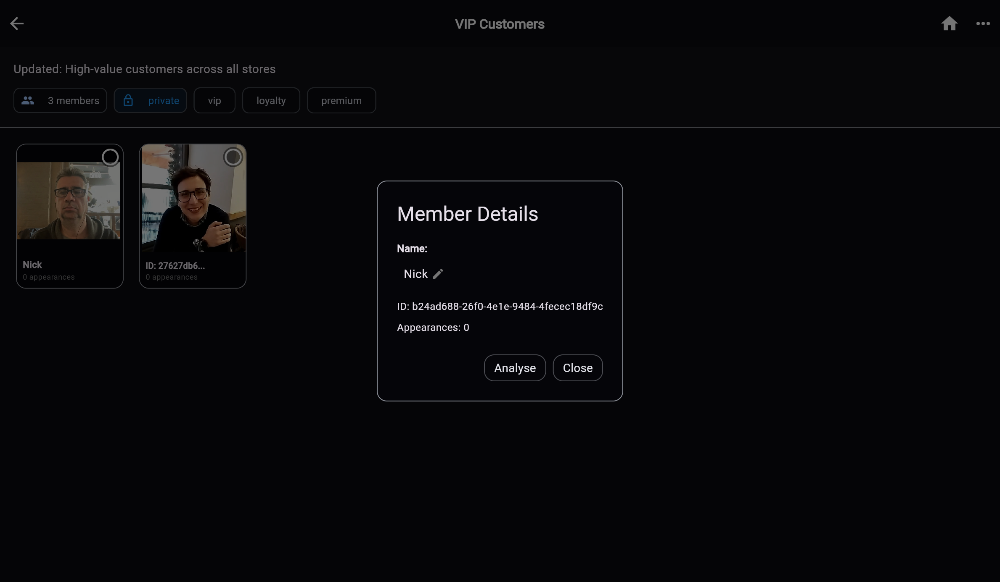 VIP Customers
Updated: High-value customers across all stores
3 members
private
vip
loyalty
premium
Nick
0 appearances
ID: 27627db6...
0 appearances
Member Details
Name:
Nick
ID: b24ad688-26f0-4e1e-9484-4fecec18df9c
Appearances: 0
Analyse
Close